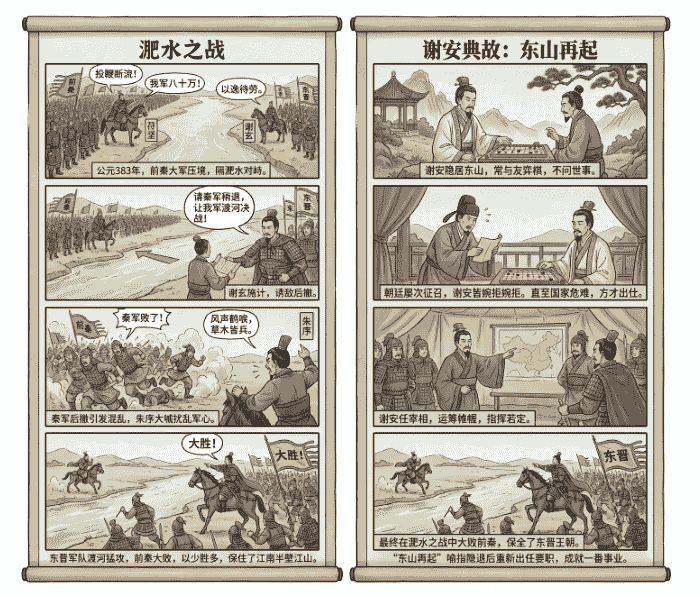 淝水之战
前秦
投鞭断流！
我军八十万！
以逸待劳。
东晋
苻坚
谢玄
公元383年，前秦大军压境，隔淝水对峙。
前秦
请秦军稍退，
让我军渡河决
战！
东晋
谢玄施计，诱敌后撤。
前秦
秦军败了！
风声鹤唳，
草木皆兵。
朱序
秦军后撤引发混乱，朱序大喊扰乱军心。
大胜！
大胜！
东晋军队渡河猛攻，前秦大败，以少胜多，保住了江南半壁江山。
谢安典故：东山再起
谢安隐居东山，常与友弈棋，不问世事。
朝廷屡次征召，谢安皆婉拒婉拒。直至国家危难，方才出仕。
谢安任宰相，运筹帷幄，指挥若定。
东晋
最终在淝水之战中大败前秦，保全了东晋王朝。
“东山再起”喻指隐退后重新出任要职，成就一番事业。